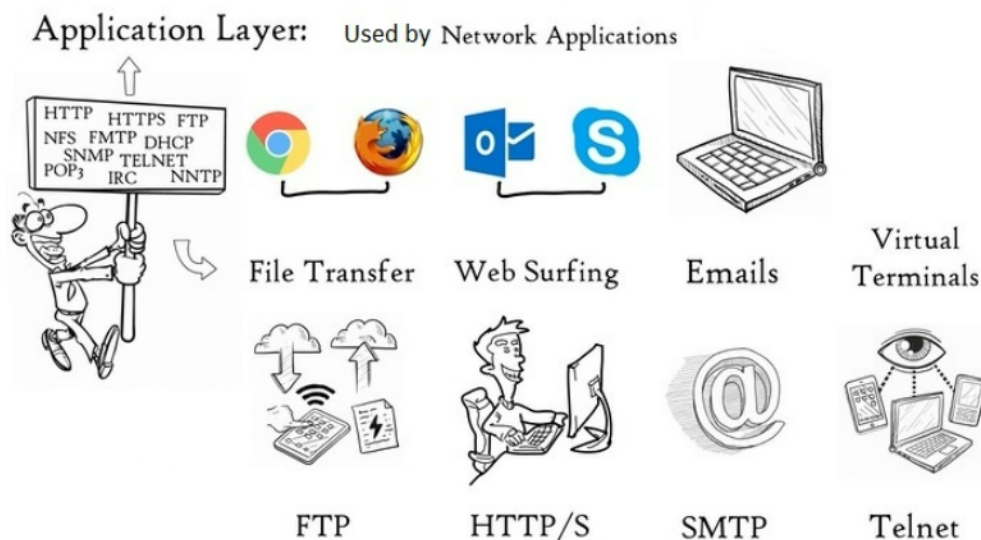 Application Layer: Used by Network Applications
HTTP HTTPS FTP
NFS FMTP DHCP
SNMP TELNET
POP3 IRC NNTP
File Transfer
Web Surfing
Emails
Virtual
Terminals
FTP
HTTP/S
SMTP
Telnet